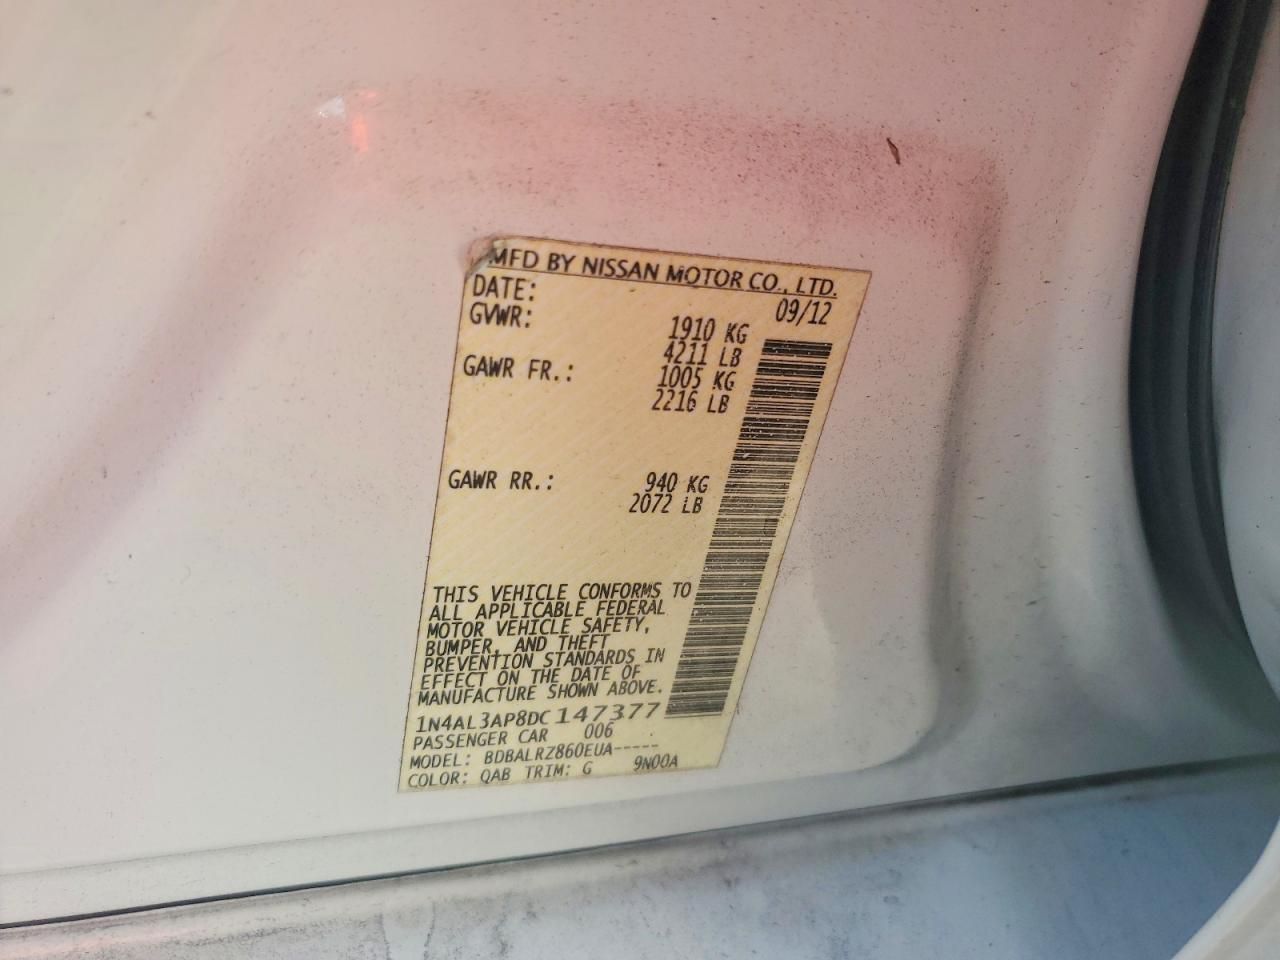 MFD BY NISSAN MOTOR CO., LTD.
DATE: 09/12
GVWR: 1910 KG
4211 LB
GAWR FR.: 1005 KG
2216 LB
GAWR RR.: 940 KG
2072 LB
THIS VEHICLE CONFORMS TO
ALL APPLICABLE FEDERAL
MOTOR VEHICLE SAFETY,
BUMPER, AND THEFT
PREVENTION STANDARDS IN
EFFECT ON THE DATE OF
MANUFACTURE SHOWN ABOVE.
1N4AL3AP8DC147377
PASSENGER CAR 006
MODEL: BDBALRZ860EUA-----
COLOR: QAB TRIM: G 9N00A